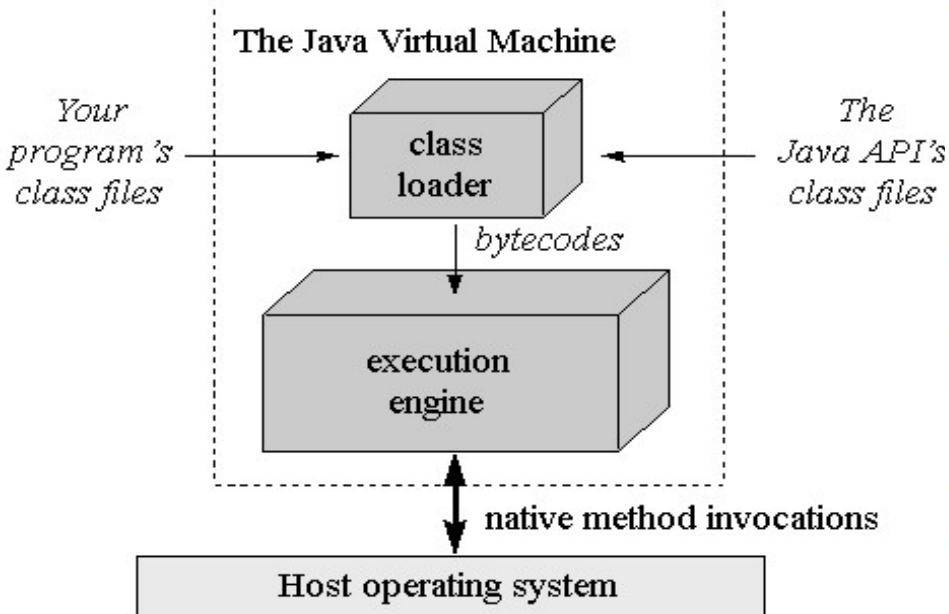 The Java Virtual Machine
Your
program's
class files
class
loader
The
Java API's
class files
bytecodes
execution
engine
native method invocations
Host operating system